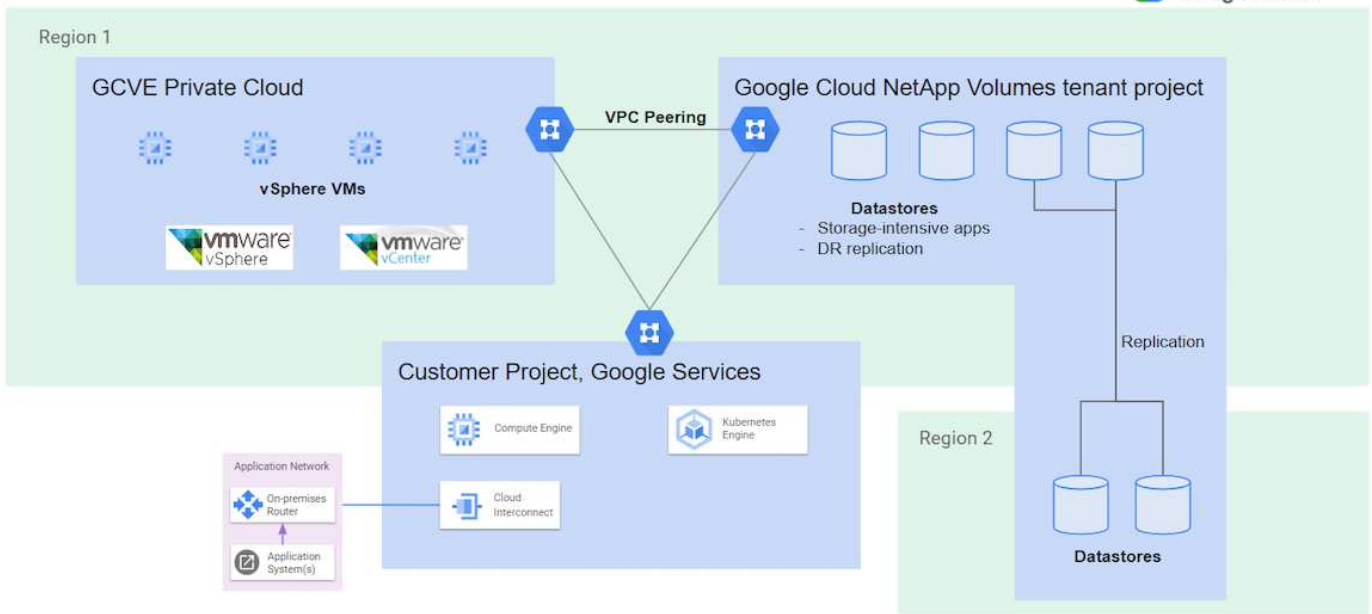 Region 1
GCVE Private Cloud
vSphere VMs
vmware
vSphere
vmware
vCenter
VPC Peering
Google Cloud NetApp Volumes tenant project
Datastores
- Storage-intensive apps
- DR replication
Replication
Customer Project, Google Services
Compute Engine
Kubernetes
Engine
Cloud
Interconnect
Application Network
On-premises
Router
Application
System(s)
Region 2
Datastores